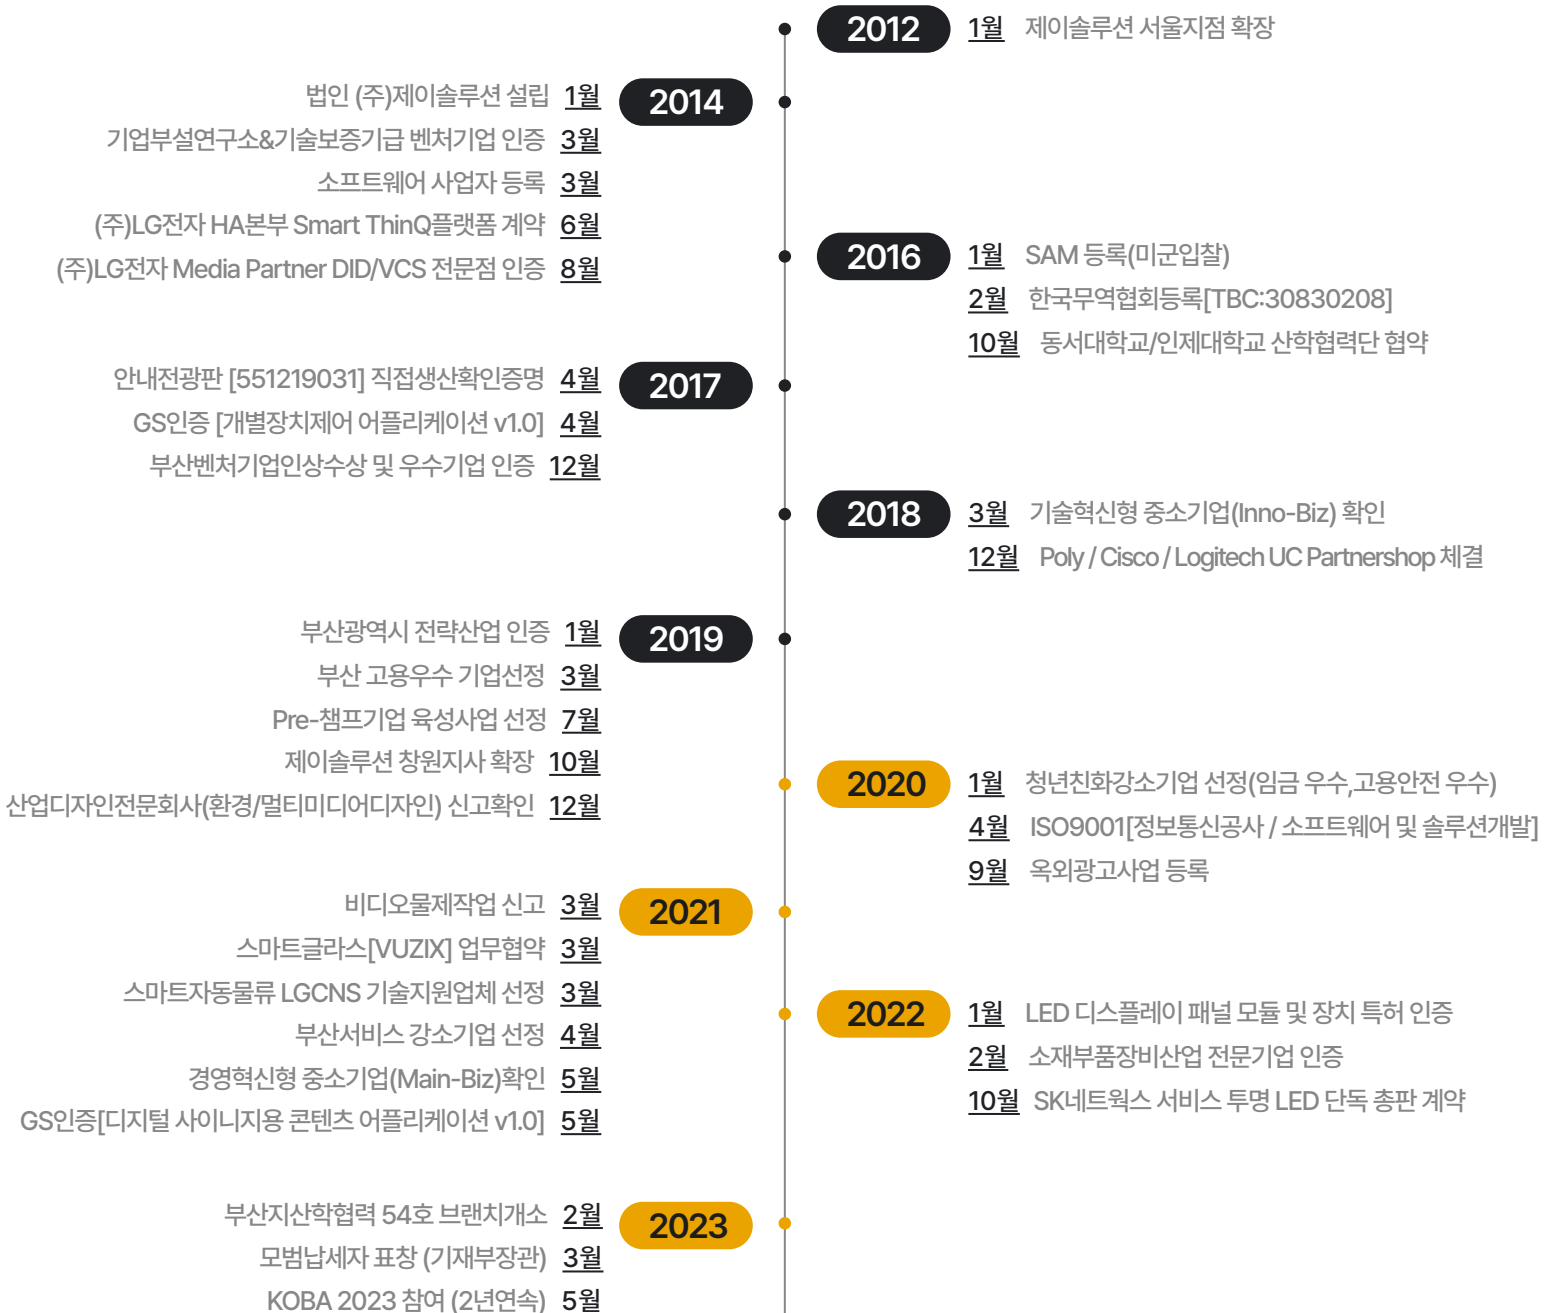 2012 1월 제이솔루션 서울지점 확장
2014
법인 (주)제이솔루션 설립 1월
기업부설연구소&기술보증기급 벤처기업 인증 3월
소프트웨어 사업자 등록 3월
(주)LG전자 HA본부 Smart ThinQ플랫폼 계약 6월
(주)LG전자 Media Partner DID/VCS 전문점 인증 8월
2016 1월 SAM 등록(미군입찰)
2월 한국무역협회등록[TBC:30830208]
10월 동서대학교/인제대학교 산학협력단 협약
2017
안내전광판 [551219031] 직접생산확인증명 4월
GS인증 [개별장치제어 어플리케이션 v1.0] 4월
부산벤처기업인상수상 및 우수기업 인증 12월
2018 3월 기술혁신형 중소기업(Inno-Biz) 확인
12월 Poly / Cisco / Logitech UC Partnershop 체결
2019
부산광역시 전략산업 인증 1월
부산 고용우수 기업선정 3월
Pre-챔프기업 육성사업 선정 7월
제이솔루션 창원지사 확장 10월
산업디자인전문회사(환경/멀티미디어디자인) 신고확인 12월
2020 1월 청년친화강소기업 선정(임금 우수,고용안전 우수)
4월 ISO9001[정보통신공사 / 소프트웨어 및 솔루션개발]
9월 옥외광고사업 등록
2021
비디오물제작업 신고 3월
스마트글라스[VUZIX] 업무협약 3월
스마트자동물류 LGCNS 기술지원업체 선정 3월
부산서비스 강소기업 선정 4월
경영혁신형 중소기업(Main-Biz)확인 5월
GS인증[디지털 사이니지용 콘텐츠 어플리케이션 v1.0] 5월
2022 1월 LED 디스플레이 패널 모듈 및 장치 특허 인증
2월 소재부품장비산업 전문기업 인증
10월 SK네트웍스 서비스 투명 LED 단독 총판 계약
2023
부산지산학협력 54호 브랜치개소 2월
모범납세자 표창 (기재부장관) 3월
KOBA 2023 참여 (2년연속) 5월